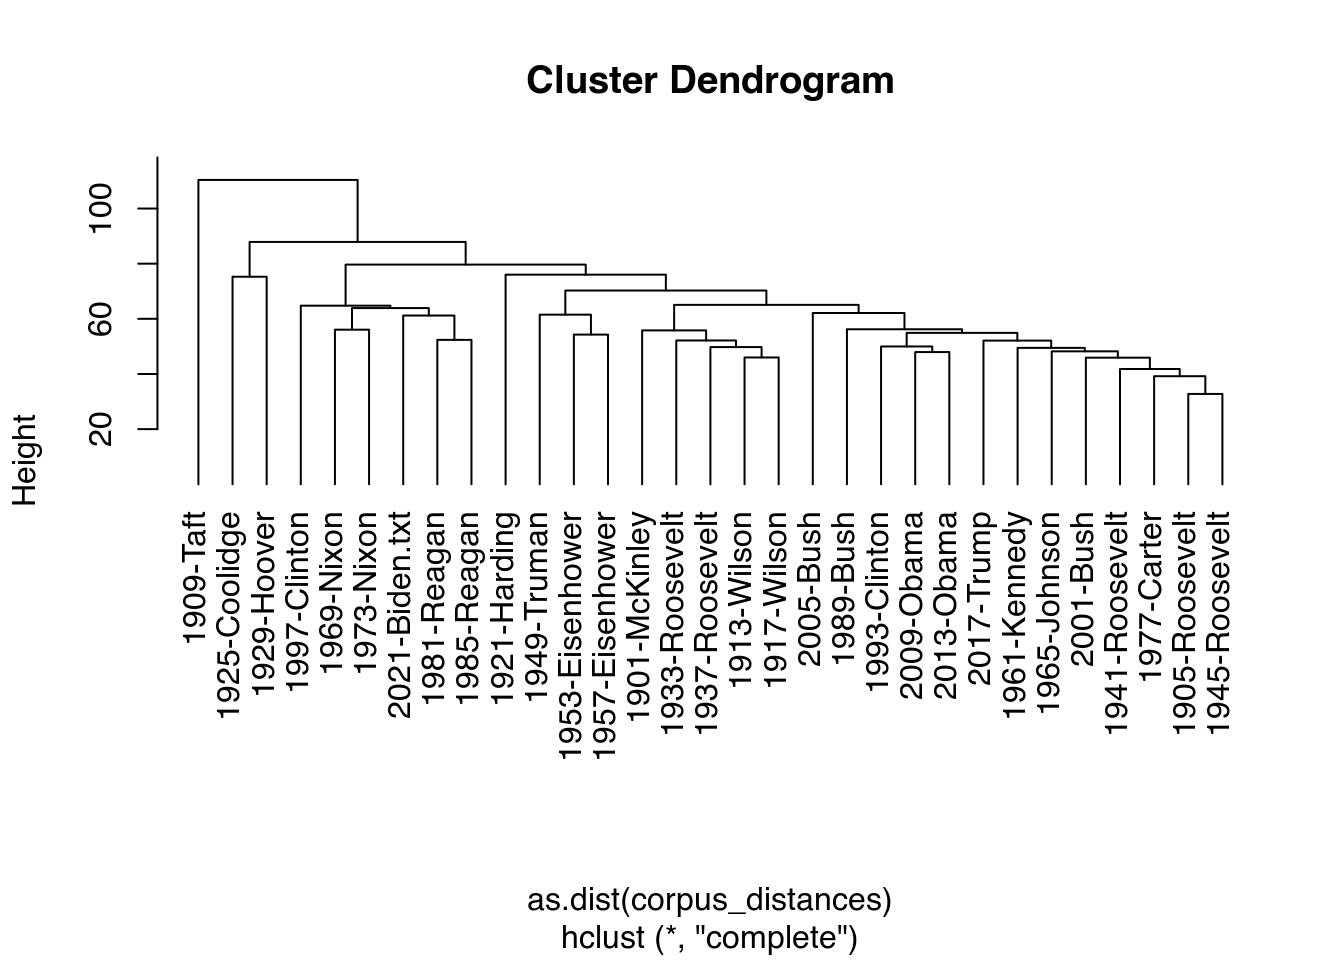 Cluster Dendrogram
Height
20
60
100
1909-Taft
1925-Coolidge
1929-Hoover
1997-Clinton
1969-Nixon
1973-Nixon
2021-Biden.txt
1981-Reagan
1985-Reagan
1921-Harding
1949-Truman
1953-Eisenhower
1957-Eisenhower
1901-McKinley
1933-Roosevelt
1937-Roosevelt
1913-Wilson
1917-Wilson
2005-Bush
1989-Bush
1993-Clinton
2009-Obama
2013-Obama
2017-Trump
1961-Kennedy
1965-Johnson
2001-Bush
1941-Roosevelt
1977-Carter
1905-Roosevelt
1945-Roosevelt
as.dist(corpus_distances)
hclust (*, "complete")